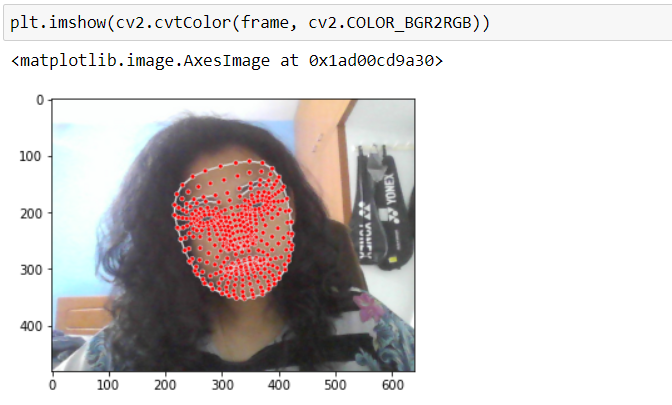 plt.imshow(cv2.cvtColor(frame, cv2.COLOR_BGR2RGB))
<matplotlib.image.AxesImage at 0x1ad00cd9a30>
0
100
200
300
400
0 100 200 300 400 500 600
YONEX
YONEX